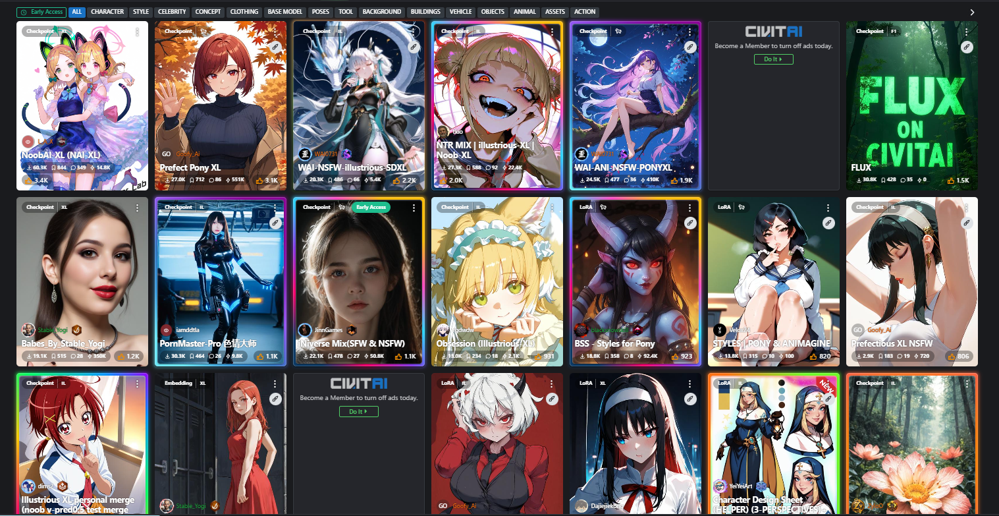 Early Access ALL CHARACTER STYLE CELEBRITY CONCEPT CLOTHING BASE MODEL POSES TOOL BACKGROUND BUILDINGS VEHICLE OBJECTS ANIMAL ASSETS ACTION
Checkpoint XL
NoobAI-XL (NAI-XL)
60.3K 844 349 14.8K
3.4K
Checkpoint
GO Goofy_Ai
Prefect Pony XL
27.0K 712 86 551K 3.1K
Checkpoint IL
WAI0731
WAI-NSFW-illustrious-SDXL
20.3K 486 66 5.4K 2.2K
Checkpoint IL
NTR MIX | illustrious-XL |
Noob-XL
27.3K 588 92 22.4K
2.0K
Checkpoint
WAI0731
WAI-ANI-NSFW-PONYXL
24.5K 477 36 410K 1.9K
CIVITAI
Become a Member to turn off ads today.
Do It
Checkpoint F1
FLUX
ON
CIVITAI
FLUX
30.8K 428 35 0 1.5K
Checkpoint XL
Stable_Yogi
Babes_By_Stable_Yogi
19.1K 515 28 350K 1.2K
Checkpoint IL
iamddtla
PornMaster-Pro 色情大师
30.3K 464 26 9.8K 1.1K
Checkpoint Early Access
JinnGames
Niverse Mix(SFW & NSFW)
22.1K 478 27 50.8K 1.1K
Checkpoint IL
Obsession (Illustrious-XL)
13.0K 234 18 2.1K 931
LoRA
BSS - Styles for Pony
18.8K 358 8 92.4K 923
LoRA
STYLES | PONY & ANIMAGINE
13.8K 315 10 100 820
Checkpoint IL
GO Goofy_Ai
Prefectious XL NSFW
2.9K 183 19 720 806
Checkpoint IL
dims2
Illustrious XL personal merge
(noob v-pred0.5 test merge
Embedding XL
Stable_Yogi
CIVITAI
Become a Member to turn off ads today.
Do It
LoRA IL
GO Goofy_Ai
LoRA XL
Dajiejiekong
LoRA IL
NEW
YeiYeiArt
Character Design Sheet
(HELPER) (3-PERSPECTIVES)
Checkpoint IL